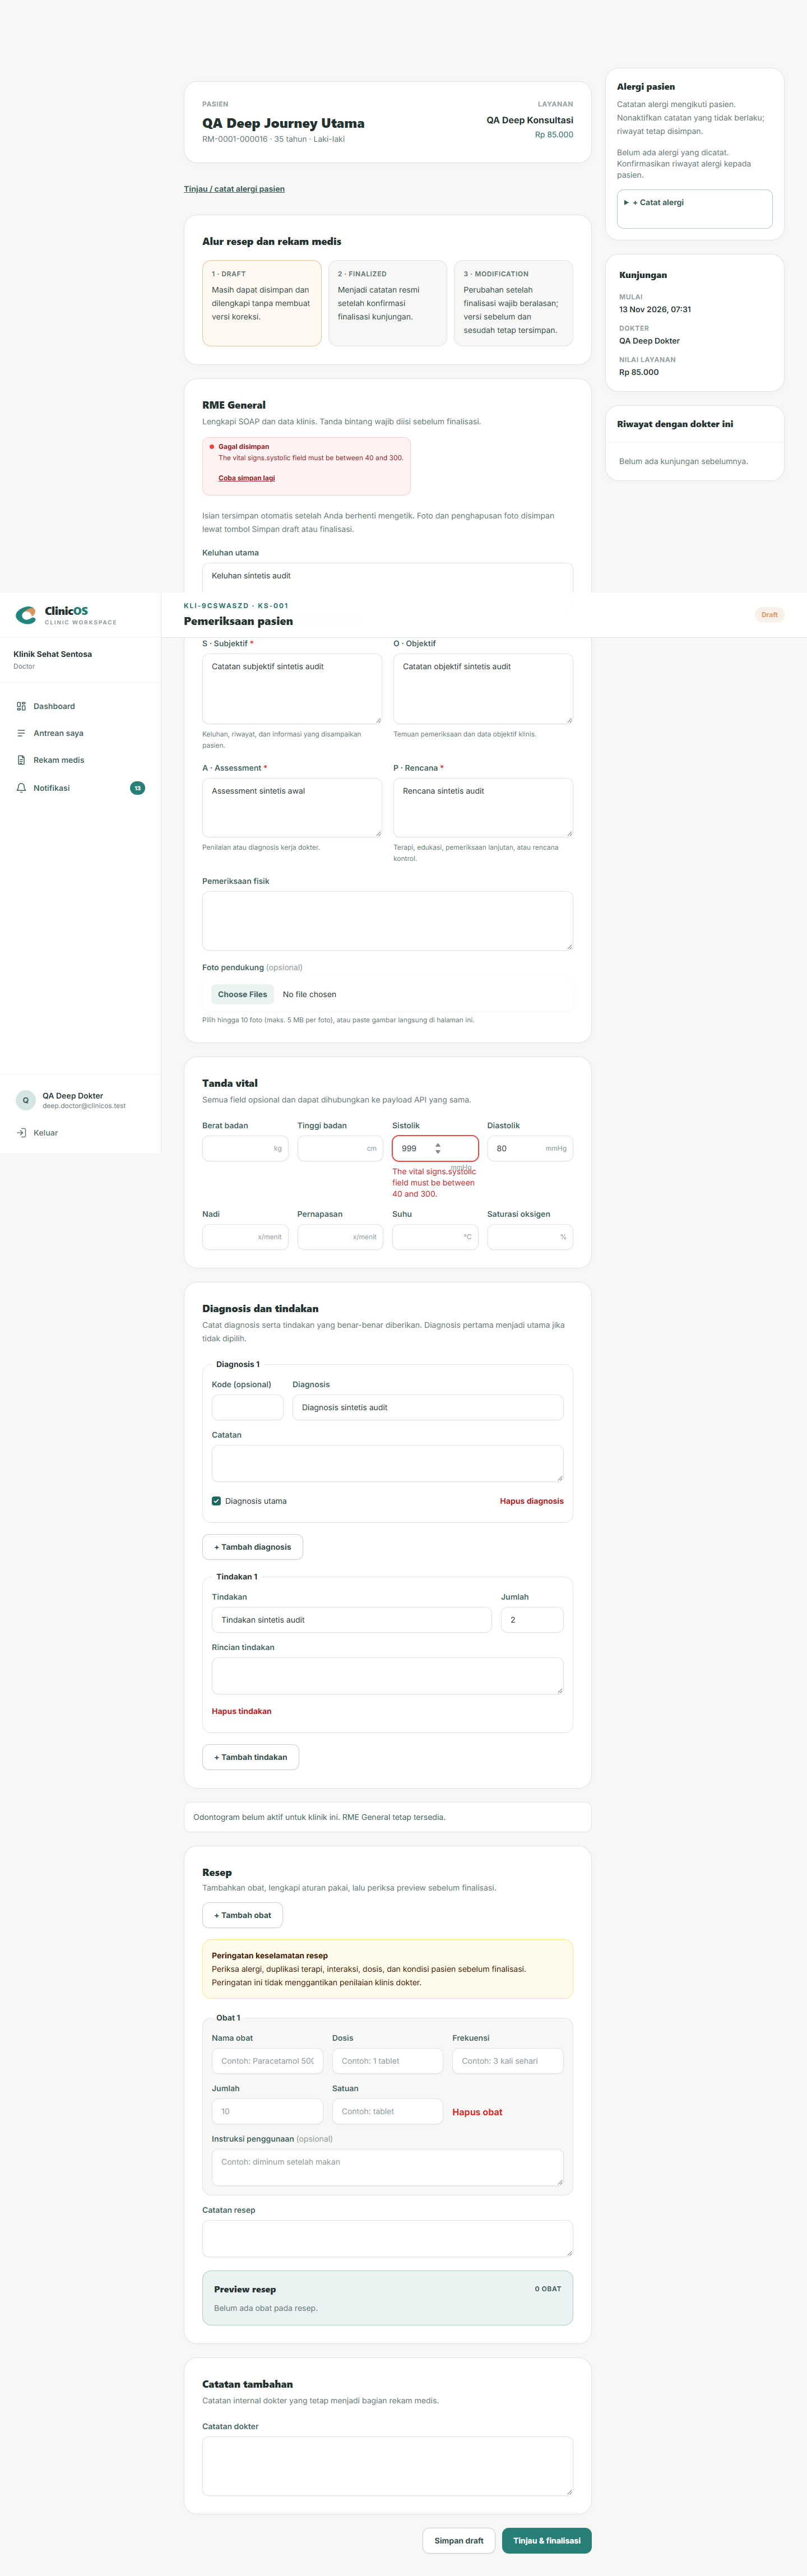 PASIEN
QA Deep Journey Utama
RM-0001-000016 · 35 tahun · Laki-laki
LAYANAN
QA Deep Konsultasi
Rp 85.000
Tinjau / catat alergi pasien
Alur resep dan rekam medis
1 · DRAFT
Masih dapat disimpan dan
dilengkapi tanpa membuat
versi koreksi.
2 · FINALIZED
Menjadi catatan resmi
setelah konfirmasi
finalisasi kunjungan.
3 · MODIFICATION
Perubahan setelah
finalisasi wajib beralasan;
versi sebelum dan
sesudah tetap tersimpan.
RME General
Lengkapi SOAP dan data klinis. Tanda bintang wajib diisi sebelum finalisasi.
Gagal disimpan
The vital signs.systolic field must be between 40 and 300.
Coba simpan lagi
Isian tersimpan otomatis setelah Anda berhenti mengetik. Foto dan penghapusan foto disimpan
lewat tombol Simpan draft atau finalisasi.
Keluhan utama
Keluhan sintetis audit
Alergi pasien
Catatan alergi mengikuti pasien.
Nonaktifkan catatan yang tidak berlaku;
riwayat tetap disimpan.
Belum ada alergi yang dicatat.
Konfirmasikan riwayat alergi kepada
pasien.
+ Catat alergi
Kunjungan
MULAI
13 Nov 2026, 07:31
DOKTER
QA Deep Dokter
NILAI LAYANAN
Rp 85.000
Riwayat dengan dokter ini
Belum ada kunjungan sebelumnya.
ClinicOS
CLINIC WORKSPACE
KLI-9CSWASZD · KS-001
Pemeriksaan pasien
Draft
Klinik Sehat Sentosa
Doctor
Dashboard
Antrean saya
Rekam medis
Notifikasi
13
Q
QA Deep Dokter
deep.doctor@clinicos.test
Keluar
S · Subjektif *
Catatan subjektif sintetis audit
Keluhan, riwayat, dan informasi yang disampaikan
pasien.
O · Objektif
Catatan objektif sintetis audit
Temuan pemeriksaan dan data objektif klinis.
A · Assessment *
Assessment sintetis awal
Penilaian atau diagnosis kerja dokter.
P · Rencana *
Rencana sintetis audit
Terapi, edukasi, pemeriksaan lanjutan, atau rencana
kontrol.
Pemeriksaan fisik
Foto pendukung (opsional)
Choose Files No file chosen
Pilih hingga 10 foto (maks. 5 MB per foto), atau paste gambar langsung di halaman ini.
Tanda vital
Semua field opsional dan dapat dihubungkan ke payload API yang sama.
Berat badan
kg
Tinggi badan
cm
Sistolik
999
mmHg
The vital signs.systolic
field must be between
40 and 300.
Diastolik
80
mmHg
Nadi
x/menit
Pernapasan
x/menit
Suhu
°C
Saturasi oksigen
%
Diagnosis dan tindakan
Catat diagnosis serta tindakan yang benar-benar diberikan. Diagnosis pertama menjadi utama jika
tidak dipilih.
Diagnosis 1
Kode (opsional)
Diagnosis
Diagnosis sintetis audit
Catatan
Diagnosis utama
Hapus diagnosis
+ Tambah diagnosis
Tindakan 1
Tindakan
Tindakan sintetis audit
Jumlah
2
Rincian tindakan
Hapus tindakan
+ Tambah tindakan
Odontogram belum aktif untuk klinik ini. RME General tetap tersedia.
Resep
Tambahkan obat, lengkapi aturan pakai, lalu periksa preview sebelum finalisasi.
+ Tambah obat
Peringatan keselamatan resep
Periksa alergi, duplikasi terapi, interaksi, dosis, dan kondisi pasien sebelum finalisasi.
Peringatan ini tidak menggantikan penilaian klinis dokter.
Obat 1
Nama obat
Contoh: Paracetamol 500
Dosis
Contoh: 1 tablet
Frekuensi
Contoh: 3 kali sehari
Jumlah
10
Satuan
Contoh: tablet
Hapus obat
Instruksi penggunaan (opsional)
Contoh: diminum setelah makan
Catatan resep
Preview resep
0 OBAT
Belum ada obat pada resep.
Catatan tambahan
Catatan internal dokter yang tetap menjadi bagian rekam medis.
Catatan dokter
Simpan draft
Tinjau & finalisasi